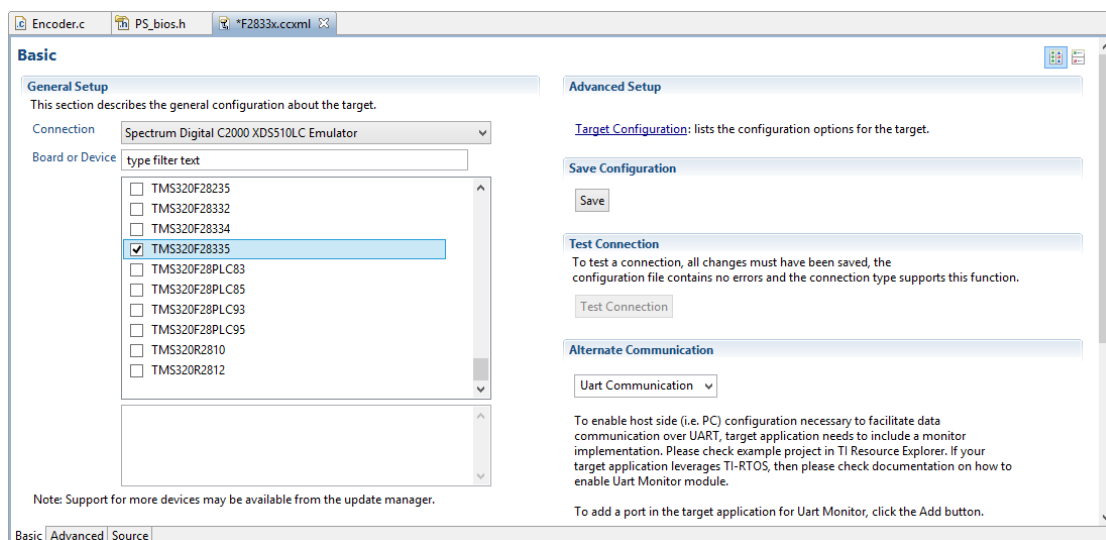 Encoder.c
PS_bios.h
*F2833x.ccxml
Basic
General Setup
This section describes the general configuration about the target.
Connection
Spectrum Digital C2000 XDS510LC Emulator
Board or Device
type filter text
TMS320F28235
TMS320F28332
TMS320F28334
TMS320F28335
TMS320F28PLC83
TMS320F28PLC85
TMS320F28PLC93
TMS320F28PLC95
TMS320R2810
TMS320R2812
Note: Support for more devices may be available from the update manager.
Advanced Setup
Target Configuration: lists the configuration options for the target.
Save Configuration
Save
Test Connection
To test a connection, all changes must have been saved, the
configuration file contains no errors and the connection type supports this function.
Test Connection
Alternate Communication
Uart Communication
To enable host side (i.e. PC) configuration necessary to facilitate data
communication over UART, target application needs to include a monitor
implementation. Please check example project in TI Resource Explorer. If your
target application leverages TI-RTOS, then please check documentation on how to
enable Uart Monitor module.
To add a port in the target application for Uart Monitor, click the Add button.
Basic Advanced Source